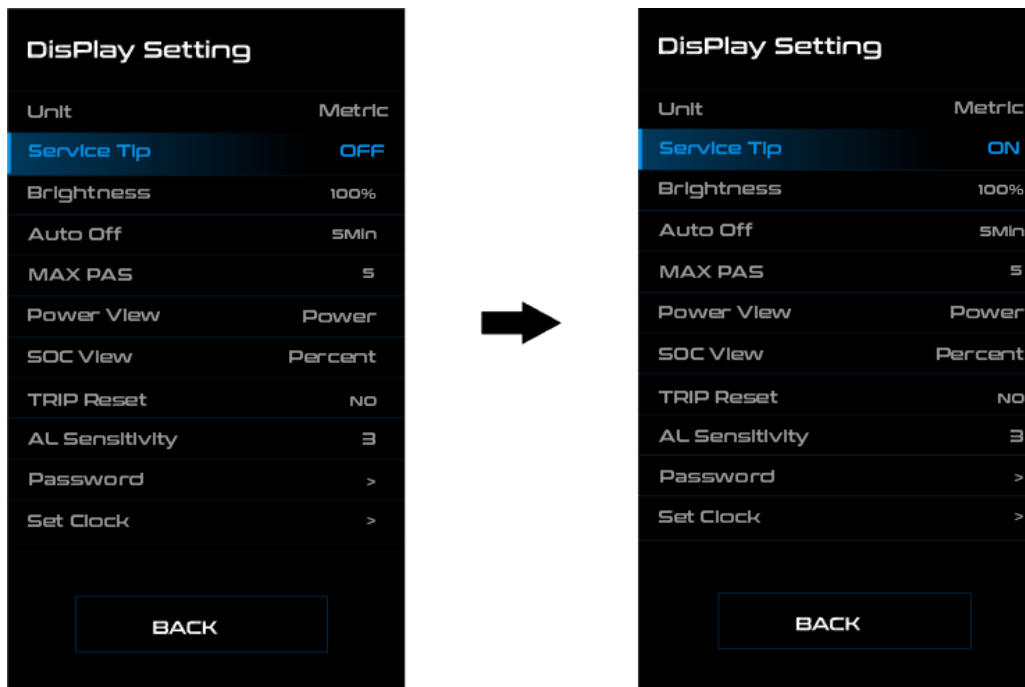 DisPlay Setting
Unit Metric
Service Tip OFF
Brightness 100%
Auto Off 5Min
MAX PAS 5
Power View Power
SOC View Percent
TRIP Reset NO
AL Sensitivity 3
Password >
Set Clock >
BACK
DisPlay Setting
Unit Metric
Service Tip ON
Brightness 100%
Auto Off 5Min
MAX PAS 5
Power View Power
SOC View Percent
TRIP Reset NO
AL Sensitivity 3
Password >
Set Clock >
BACK